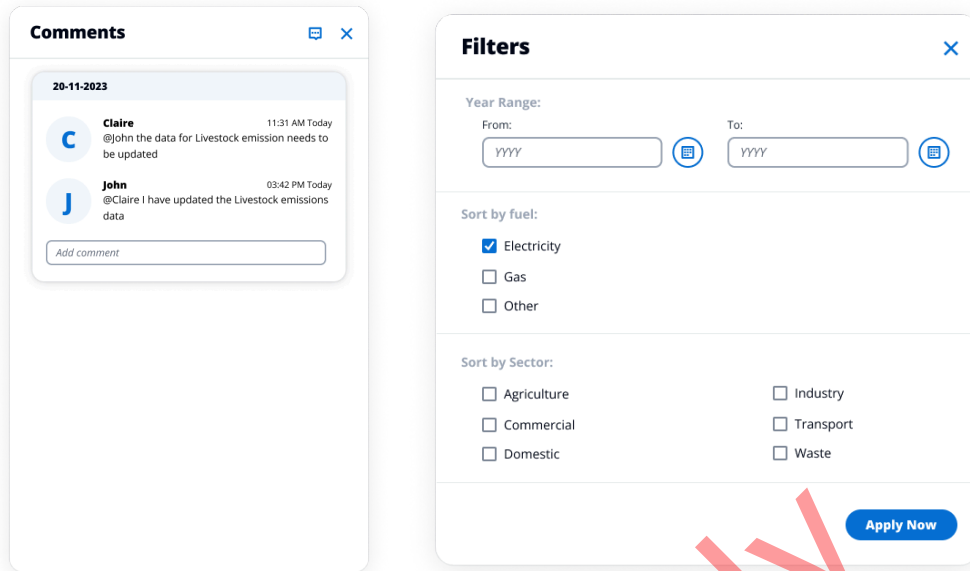 Comments
20-11-2023
C
Claire
11:31 AM Today
@John the data for Livestock emission needs to
be updated
J
John
03:42 PM Today
@Claire I have updated the Livestock emissions
data
Add comment
Filters
Year Range:
From:
To:
YYYY
YYYY
Sort by fuel:
Electricity
Gas
Other
Sort by Sector:
Agriculture
Industry
Commercial
Transport
Domestic
Waste
Apply Now